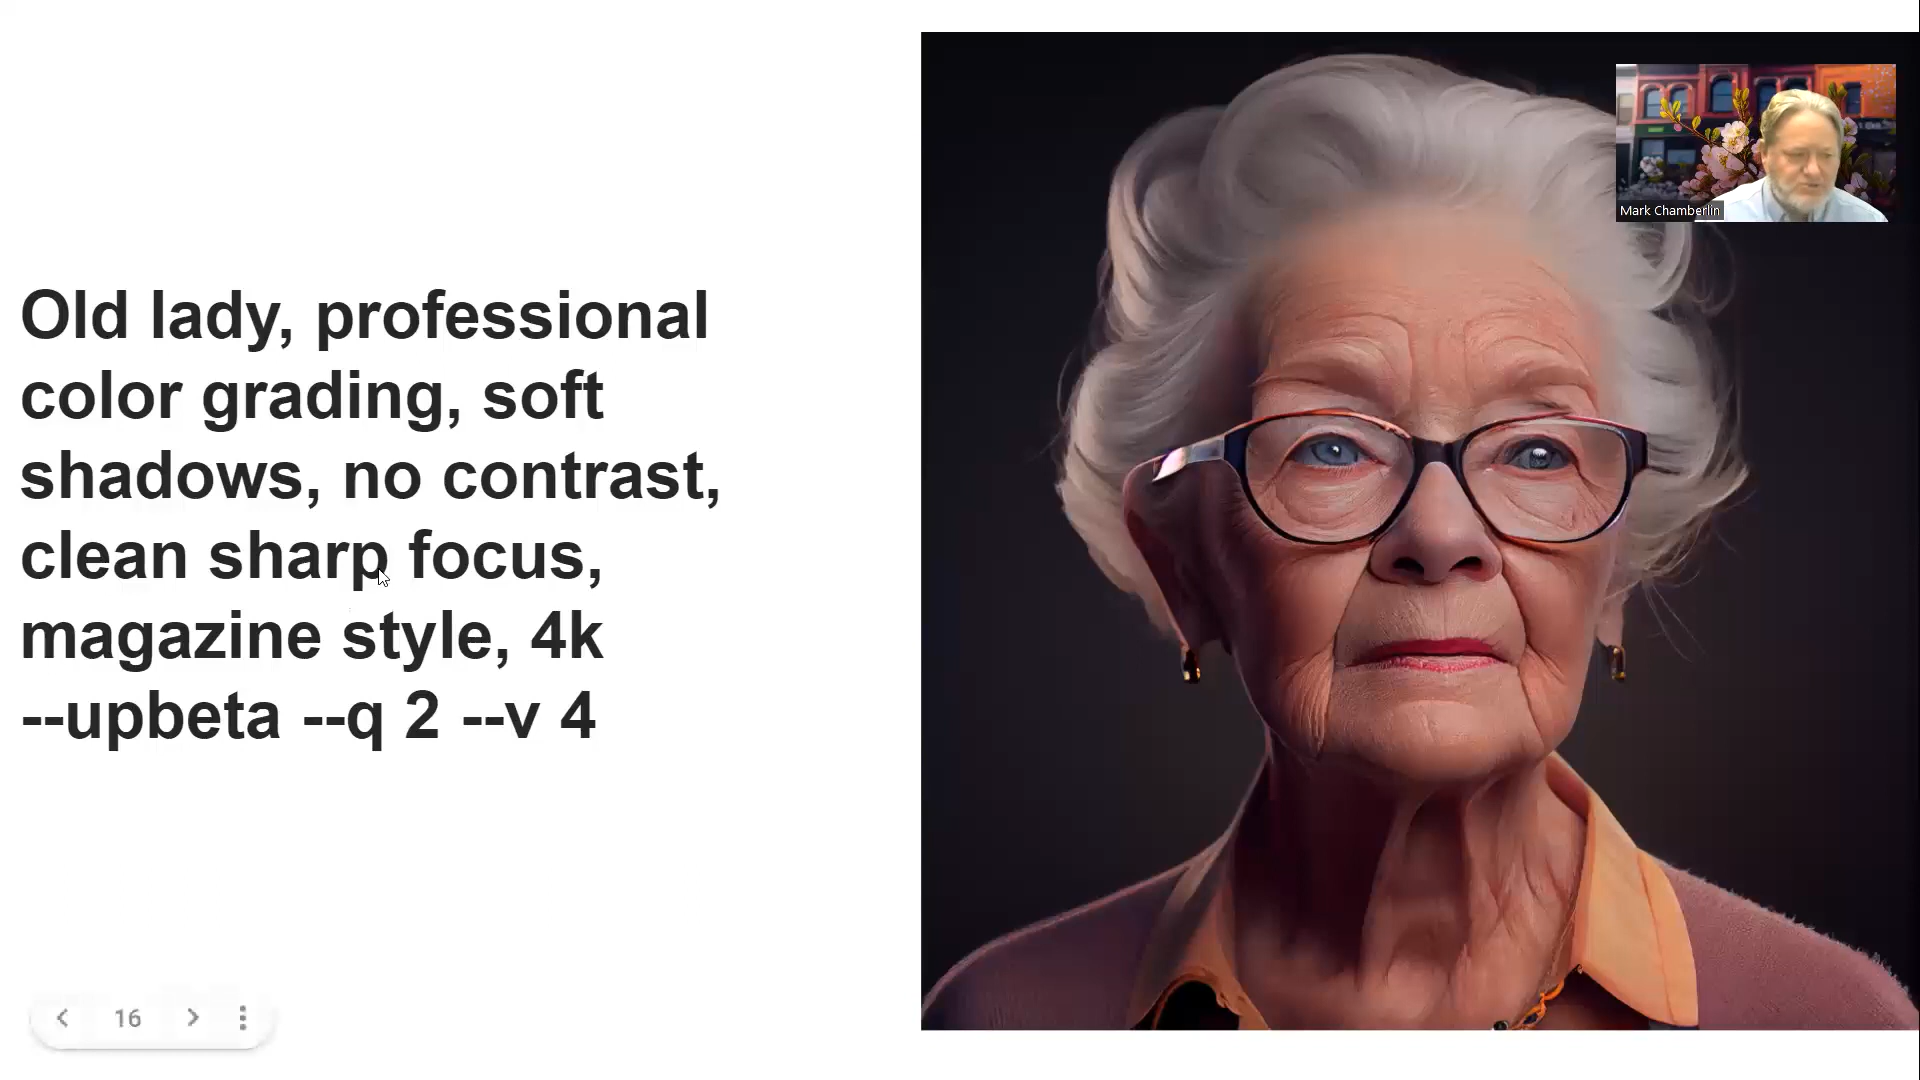 Old lady, professional
color grading, soft
shadows, no contrast,
clean sharp focus,
magazine style, 4k
--upbeta --q 2 --v 4
Mark Chamberlin
16